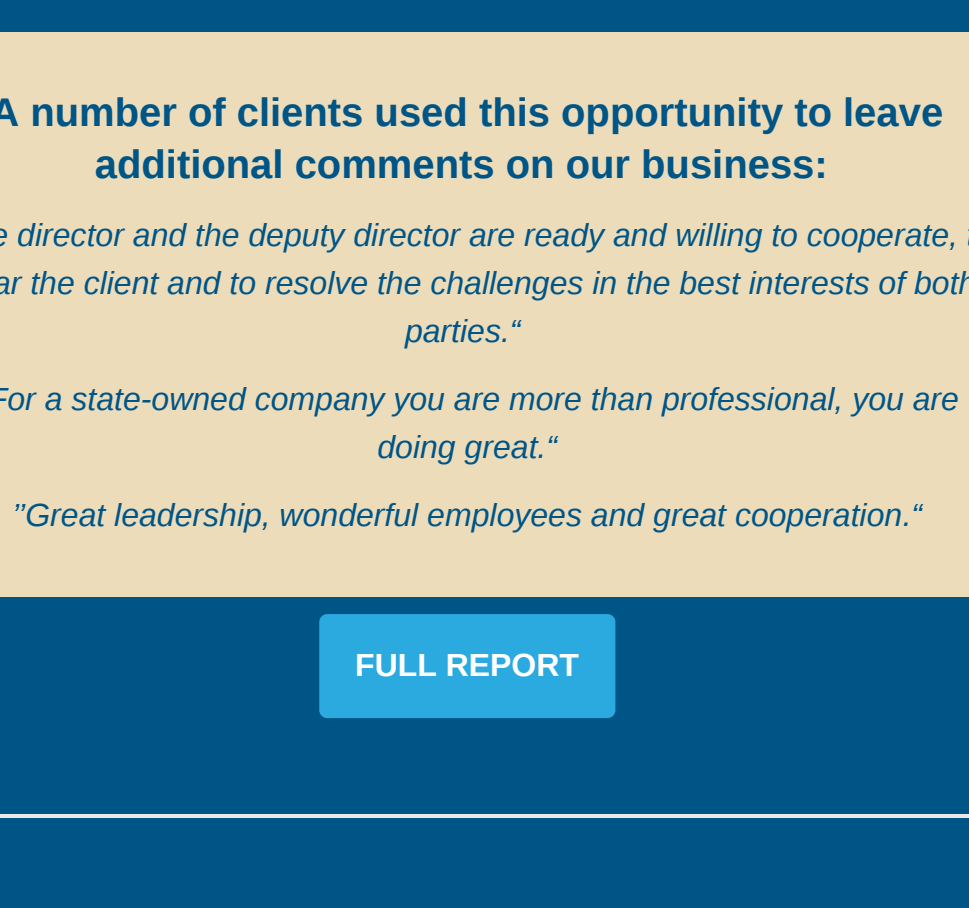 A number of clients used this opportunity to leave
additional comments on our business:
director and the deputy director are ready and willing to cooperate,
the client and to resolve the challenges in the best interests of both
parties.“
For a state-owned company you are more than professional, you are
doing great.“
”Great leadership, wonderful employees and great cooperation.“
FULL REPORT